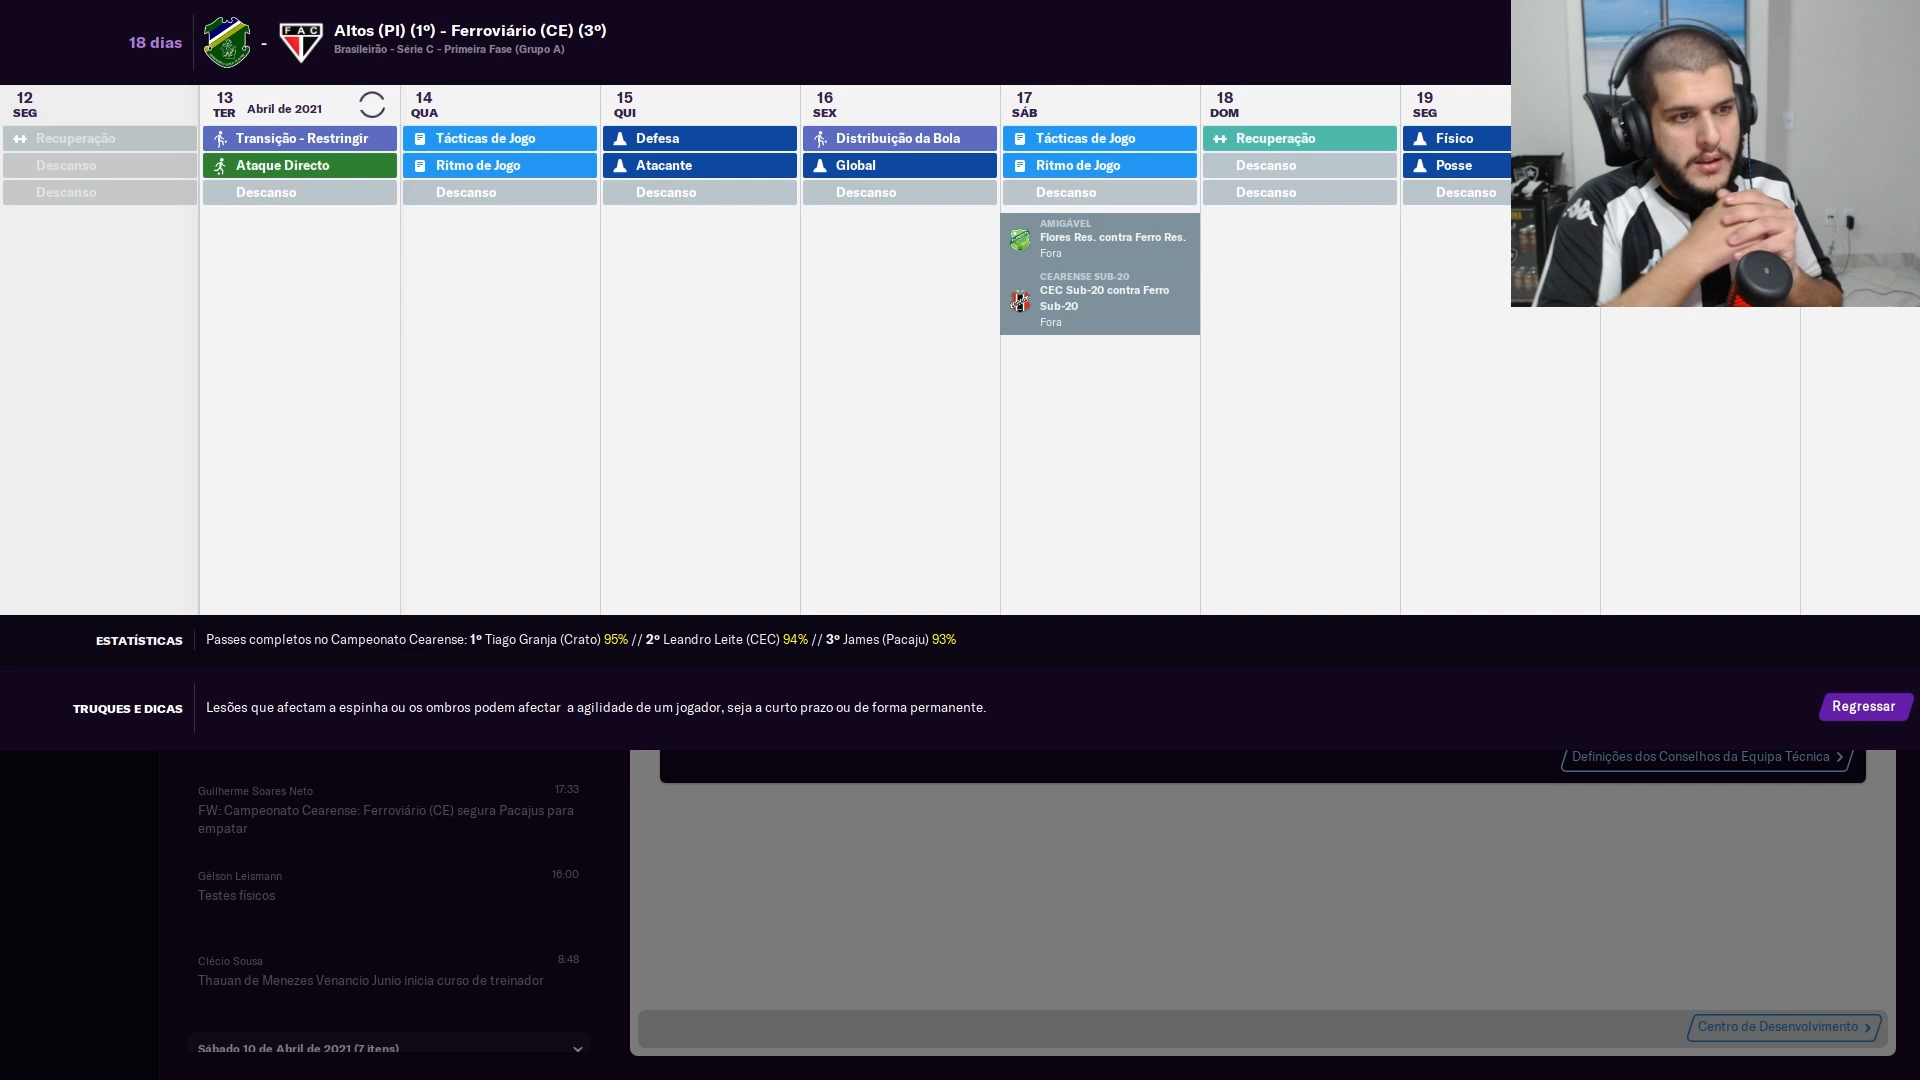 18 dias
-
FAC
Altos (PI) (1º) - Ferroviário (CE) (3º)
Brasileirão - Série C - Primeira Fase (Grupo A)
12
SEG
Recuperação
Descanso
Descanso
13
TER
Abril de 2021
Transição - Restringir
Ataque Directo
Descanso
14
QUA
Tácticas de Jogo
Ritmo de Jogo
Descanso
15
QUI
Defesa
Atacante
Descanso
16
SEX
Distribuição da Bola
Global
Descanso
17
SÁB
Tácticas de Jogo
Ritmo de Jogo
Descanso
AMIGÁVEL
Flores Res. contra Ferro Res.
Fora
CEARENSE SUB-20
CEC Sub-20 contra Ferro
Sub-20
Fora
18
DOM
Recuperação
Descanso
Descanso
19
SEG
Físico
Posse
Descanso
ESTATÍSTICAS
Passes completos no Campeonato Cearense: 1º Tiago Granja (Crato) 95% // 2º Leandro Leite (CEC) 94% // 3º James (Pacaju) 93%
TRUQUES E DICAS
Lesões que afectam a espinha ou os ombros podem afectar a agilidade de um jogador, seja a curto prazo ou de forma permanente.
Regressar
Definições dos Conselhos da Equipa Técnica
Guilherme Soares Neto
17:33
FW: Campeonato Cearense: Ferroviário (CE) segura Pacajus para
empatar
Gélson Leismann
16:00
Testes físicos
Clécio Sousa
8:48
Thauan de Menezes Venancio Junio inicia curso de treinador
Sábado 10 de Abril de 2021 (7 itens)
Centro de Desenvolvimento